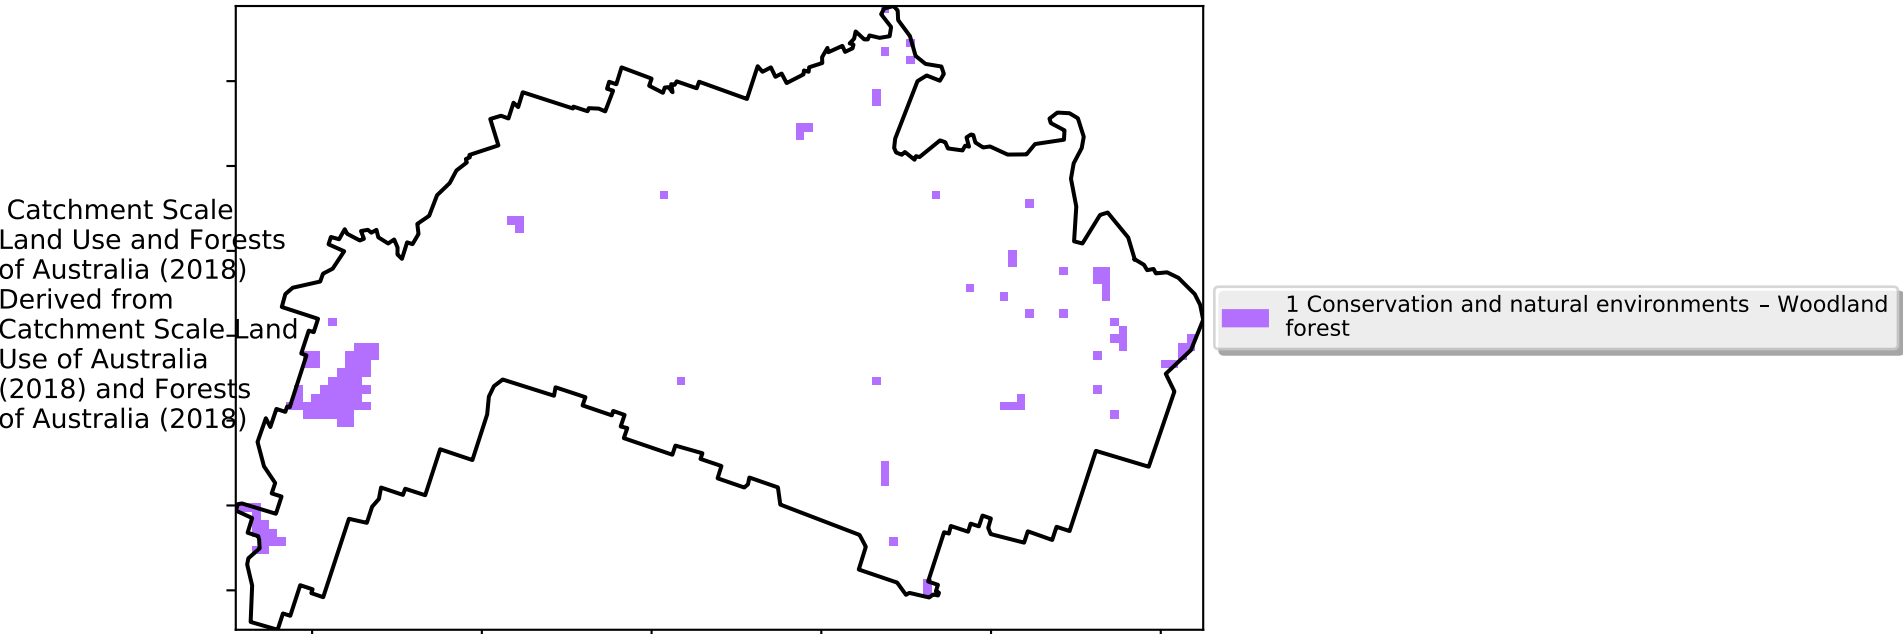 Catchment Scale
Land Use and Forests
of Australia (2018)
Derived from
Catchment Scale Land
Use of Australia
(2018) and Forests
of Australia (2018)
1 Conservation and natural environments – Woodland
forest